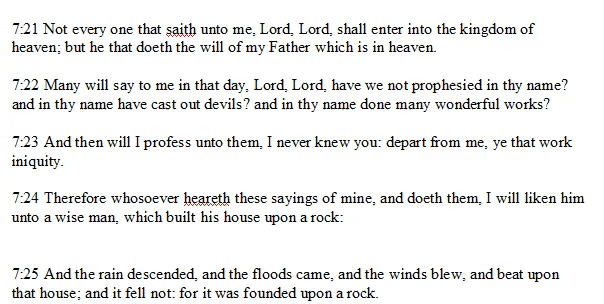 7:21 Not every one that saith unto me, Lord, Lord, shall enter into the kingdom of
heaven; but he that doeth the will of my Father which is in heaven.
7:22 Many will say to me in that day, Lord, Lord, have we not prophesied in thy name?
and in thy name have cast out devils? and in thy name done many wonderful works?
7:23 And then will I profess unto them, I never knew you: depart from me, ye that work
iniquity.
7:24 Therefore whosoever heareth these sayings of mine, and doeth them, I will liken him
unto a wise man, which built his house upon a rock:
7:25 And the rain descended, and the floods came, and the winds blew, and beat upon
that house; and it fell not: for it was founded upon a rock.